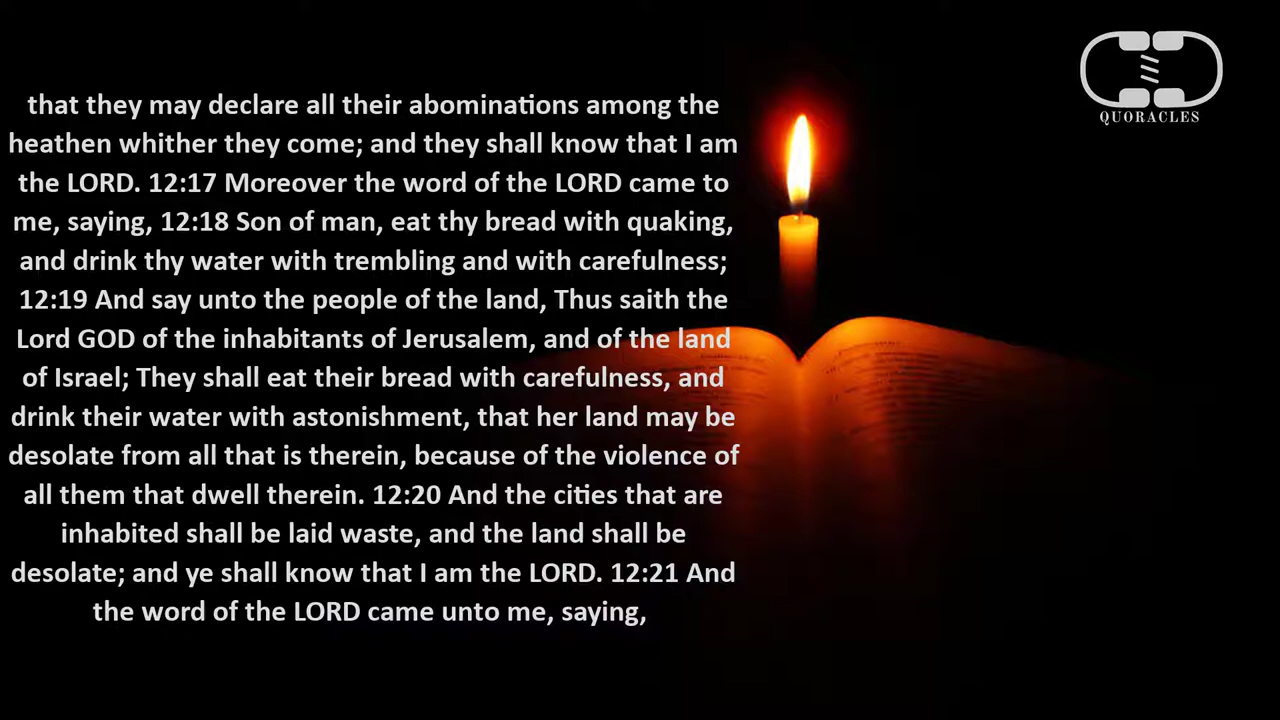 that they may declare all their abominations among the
heathen whither they come; and they shall know that I am
the LORD. 12:17 Moreover the word of the LORD came to
me, saying, 12:18 Son of man, eat thy bread with quaking,
and drink thy water with trembling and with carefulness;
12:19 And say unto the people of the land, Thus saith the
Lord GOD of the inhabitants of Jerusalem, and of the land
of Israel; They shall eat their bread with carefulness, and
drink their water with astonishment, that her land may be
desolate from all that is therein, because of the violence of
all them that dwell therein. 12:20 And the cities that are
inhabited shall be laid waste, and the land shall be
desolate; and ye shall know that I am the LORD. 12:21 And
the word of the LORD came unto me, saying,
QUORACLES